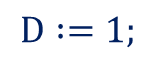 D := 1;